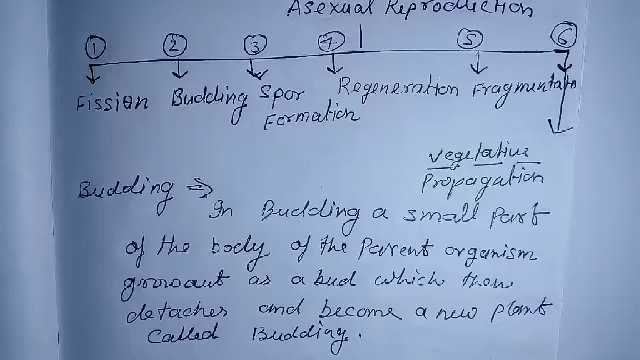 Asexual Reproduction
1 2 3 4 5 6
Fission Budding Spor Regeneration Fragmentation
Formation
Vegetative
Propagation
Budding ⇒
In Budding a small part
of the body of the parent organism
growout as a bud which then
detaches and become a new plant
Called Budding.